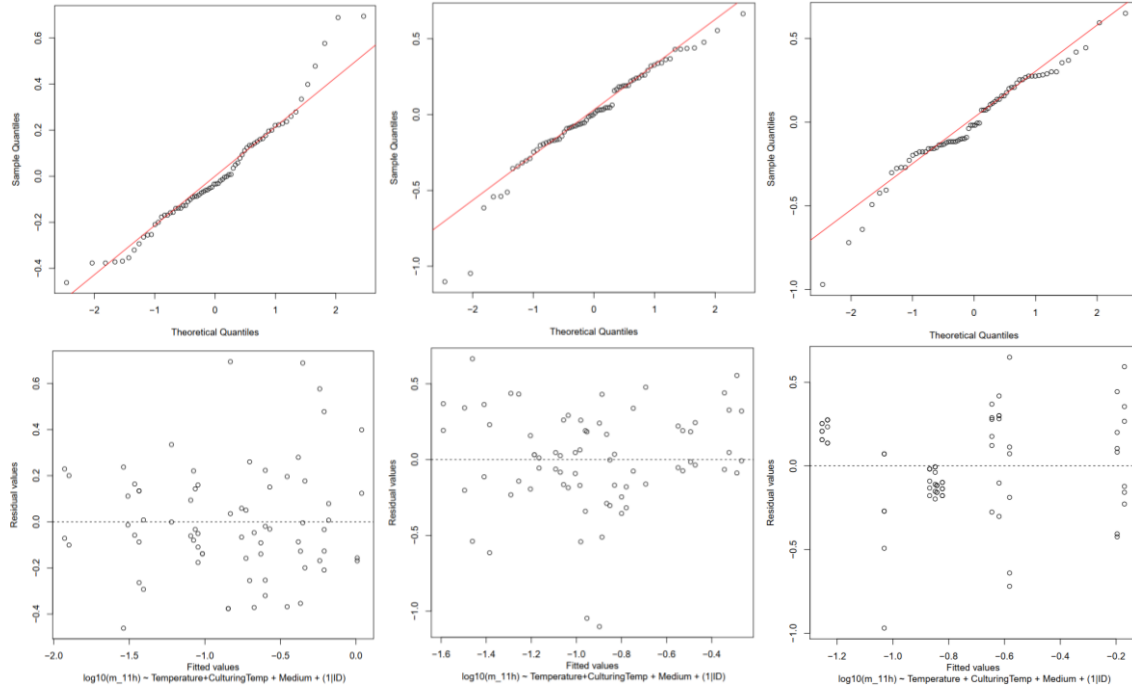 Sample Quantiles
0.6
0.4
0.2
0.0
−0.2
−0.4
−2 −1 0 1 2
Theoretical Quantiles
Sample Quantiles
0.5
0.0
−0.5
−1.0
−2 −1 0 1 2
Theoretical Quantiles
Sample Quantiles
0.5
0.0
−0.5
−1.0
−2 −1 0 1 2
Theoretical Quantiles
Residual values
0.6
0.4
0.2
0.0
−0.2
−0.4
−2.0 −1.5 −1.0 −0.5 0.0
Fitted values
log10(m_11h) ~ Temperature+CulturingTemp + Medium + (1|ID)
Residual values
0.5
0.0
−0.5
−1.0
−1.6 −1.4 −1.2 −1.0 −0.8 −0.6 −0.4
Fitted values
log10(m_11h) ~ Temperature+CulturingTemp + Medium + (1|ID)
Residual values
0.5
0.0
−0.5
−1.0
−1.2 −1.0 −0.8 −0.6 −0.4 −0.2
Fitted values
log10(m_11h) ~ Temperature + CulturingTemp + Medium + (1|ID)